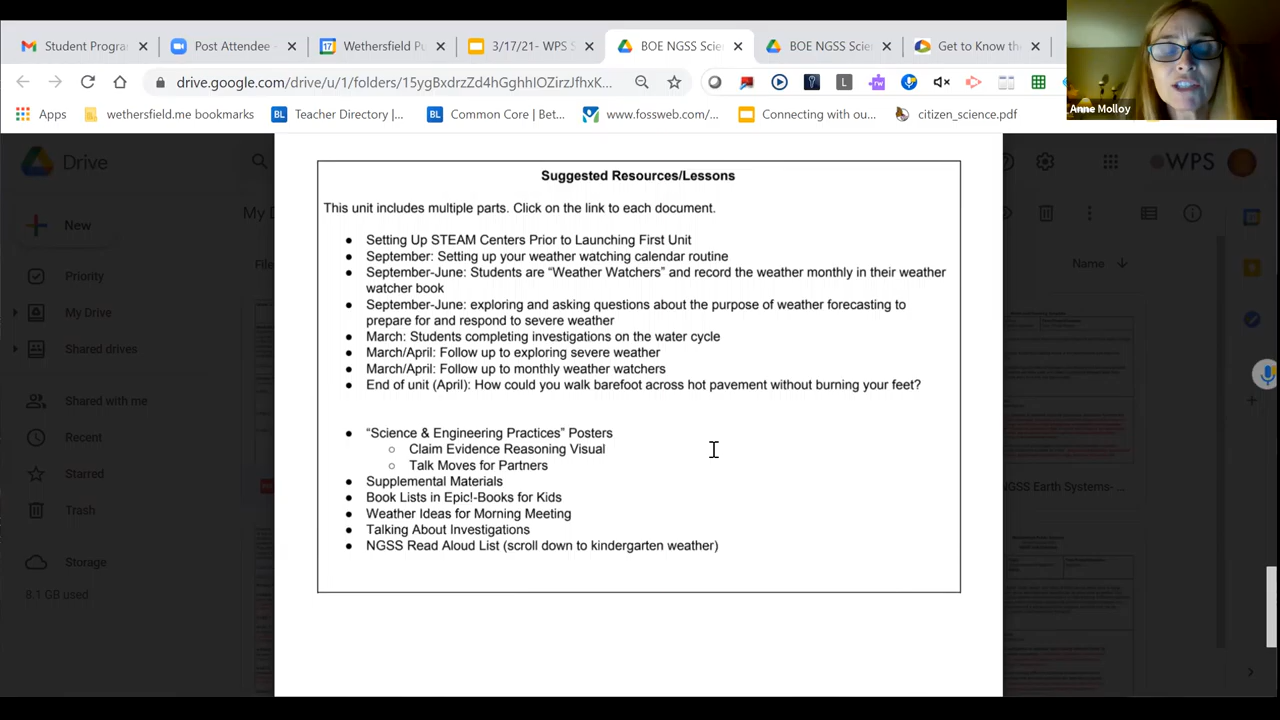 Student Progra
Post Attendee -
Wethersfield Pu
3/17/21- WPS S
BOE NGSS Scie
BOE NGSS Scie
Get to Know th
drive.google.com/drive/u/1/folders/
Apps
wethersfield.me bookmarks
Teacher Directory |...
Common Core | Bet...
www.fossweb.com/...
Connecting with ou...
citizen_science.pdf
Anne Molloy
Drive
WPS
New
My D
Name
Priority
My Drive
Shared drives
Shared with me
Recent
Starred
Trash
Storage
8.1 GB used
File
NGSS Earth Systems-
Suggested Resources/Lessons
This unit includes multiple parts. Click on the link to each document.
● Setting Up STEAM Centers Prior to Launching First Unit
● September: Setting up your weather watching calendar routine
● September-June: Students are “Weather Watchers” and record the weather monthly in their weather
watcher book
● September-June: exploring and asking questions about the purpose of weather forecasting to
prepare for and respond to severe weather
● March: Students completing investigations on the water cycle
● March/April: Follow up to exploring severe weather
● March/April: Follow up to monthly weather watchers
● End of unit (April): How could you walk barefoot across hot pavement without burning your feet?
● “Science & Engineering Practices” Posters
○ Claim Evidence Reasoning Visual
○ Talk Moves for Partners
● Supplemental Materials
● Book Lists in Epic!-Books for Kids
● Weather Ideas for Morning Meeting
● Talking About Investigations
● NGSS Read Aloud List (scroll down to kindergarten weather)